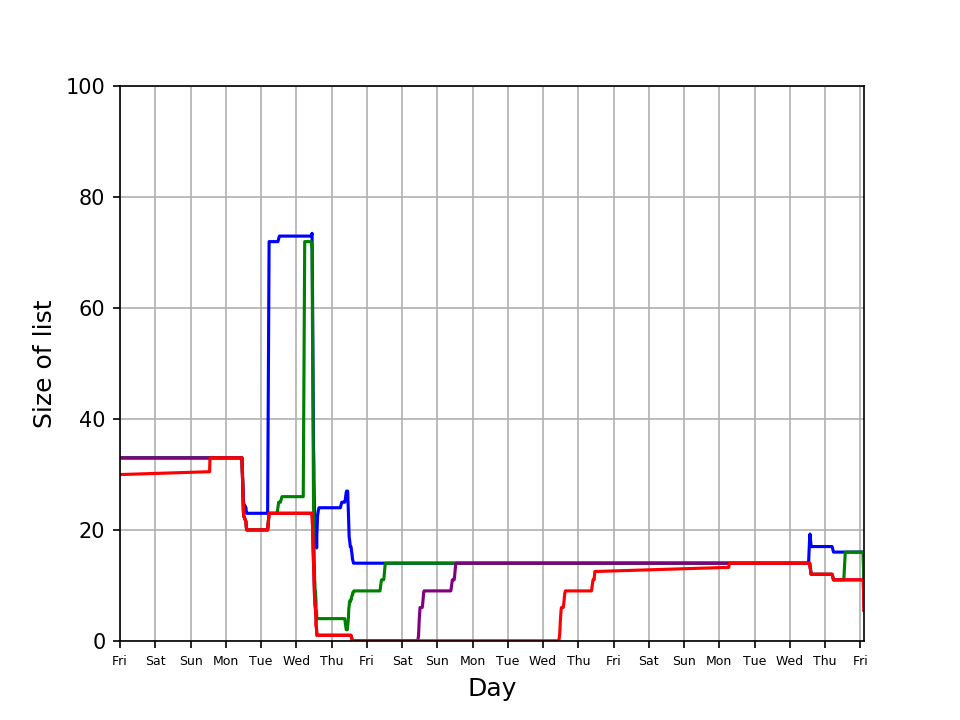 100
80
60
40
20
0
Size of list
Fri Sat Sun Mon Tue Wed Thu Fri Sat Sun Mon Tue Wed Thu Fri Sat Sun Mon Tue Wed Thu Fri
Day